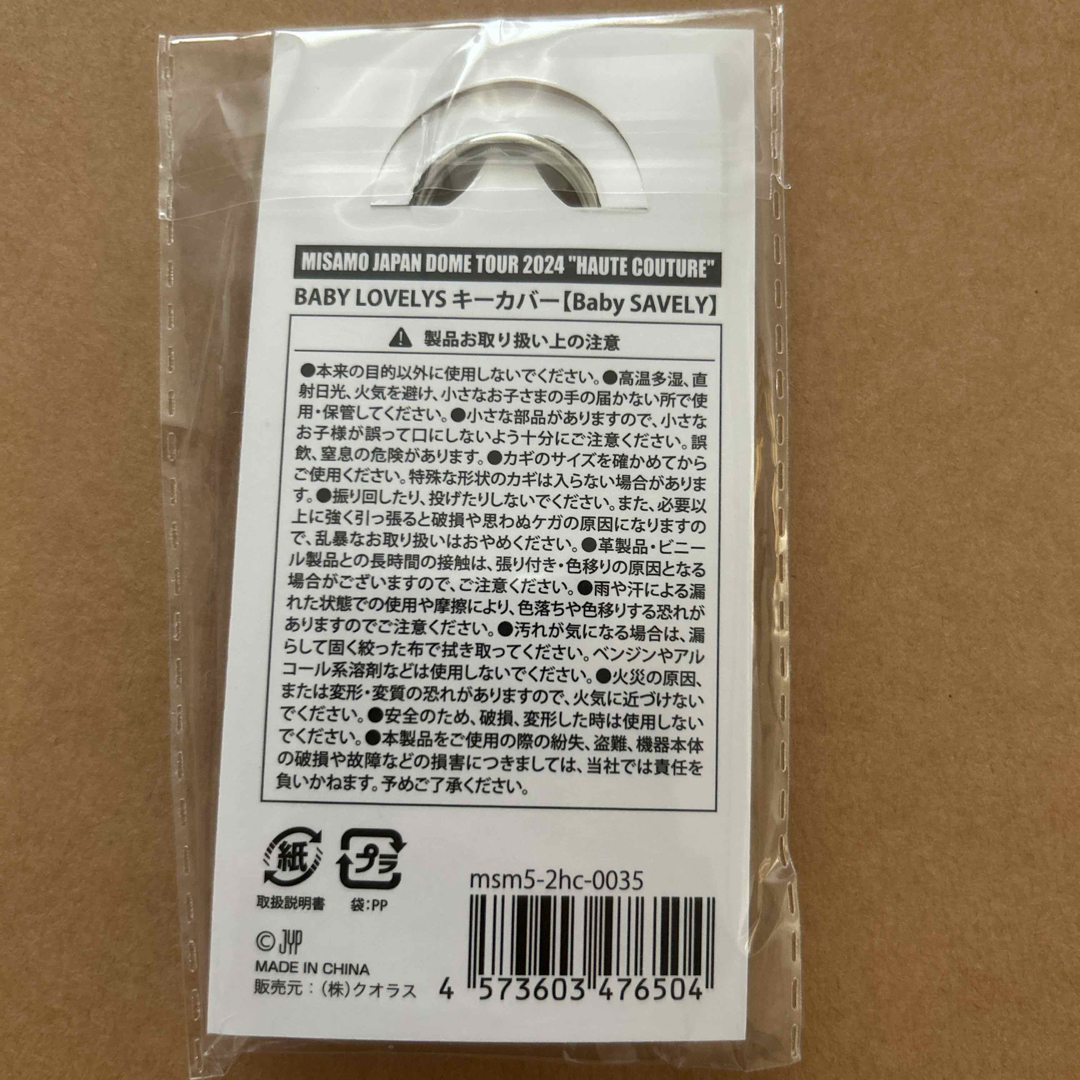 MISAMO JAPAN DOME TOUR 2024 "HAUTE COUTURE"
BABY LOVELYS キーカバー【Baby SAVELY】
製品お取り扱い上の注意
●本来の目的以外に使用しないでください。●高温多湿、直
射日光、火気を避け、小さなお子さまの手の届かない所で使
用・保管してください。●小さな部品がありますので、小さな
お子様が誤って口にしないよう十分にご注意ください。誤
飲、窒息の危険があります。●カギのサイズを確かめてから
ご使用ください。特殊な形状のカギは入らない場合がありま
す。●振り回したり、投げたりしないでください。また、必要以
上に強く引っ張ると破損や思わぬケガの原因になりますの
で、乱暴なお取り扱いはおやめください。●革製品・ビニー
ル製品との長時間の接触は、張り付き・色移りの原因となる
場合がございますので、ご注意ください。●雨や汗による漏
れた状態での使用や摩擦により、色落ちや色移りする恐れが
ありますのでご注意ください。●汚れが気になる場合は、漏
らして固く絞った布で拭き取ってください。ベンジンやアル
コール系溶剤などは使用しないでください。●火災の原因、
または変形・変質の恐れがありますので、火気に近づけない
でください。●安全のため、破損、変形した時は使用しない
でください。●本製品をご使用の際の紛失、盗難、機器本体
の破損や故障などの損害につきましては、当社では責任を
負いかねます。予めご了承ください。
紙 プラ
取扱説明書 袋:PP
msm5-2hc-0035
© JYP
MADE IN CHINA
販売元：(株)クオラス
4 573603 476504